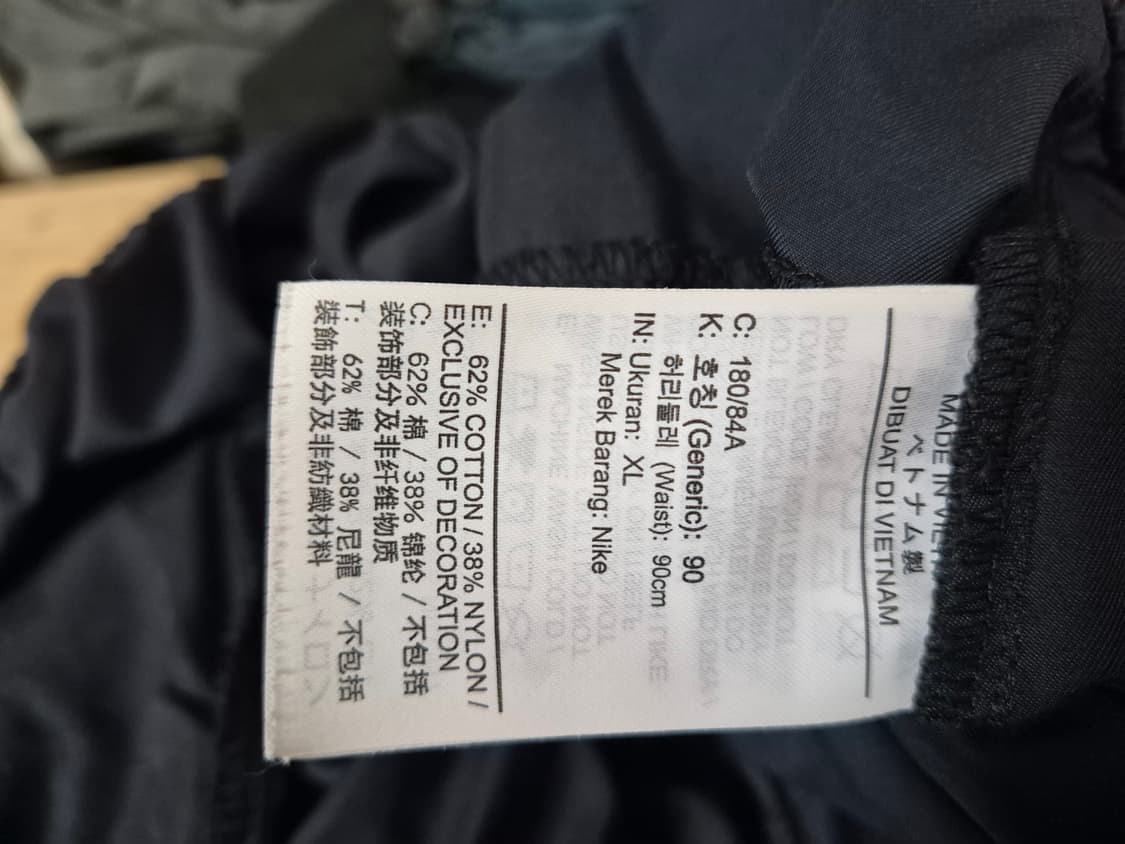 MADE IN VIETN
ベトナム製
DIBUAT DI VIETNAM
C: 180/84A
K: 호칭 (Generic): 90
허리둘레 (Waist): 90cm
IN: Ukuran: XL
Merek Barang: Nike
E: 62% COTTON / 38% NYLON /
EXCLUSIVE OF DECORATION
C: 62% 棉 / 38% 锦纶 / 不包括
装饰部分及非纤维物质
T: 62% 棉 / 38% 尼龍 / 不包括
裝飾部分及非紡織材料